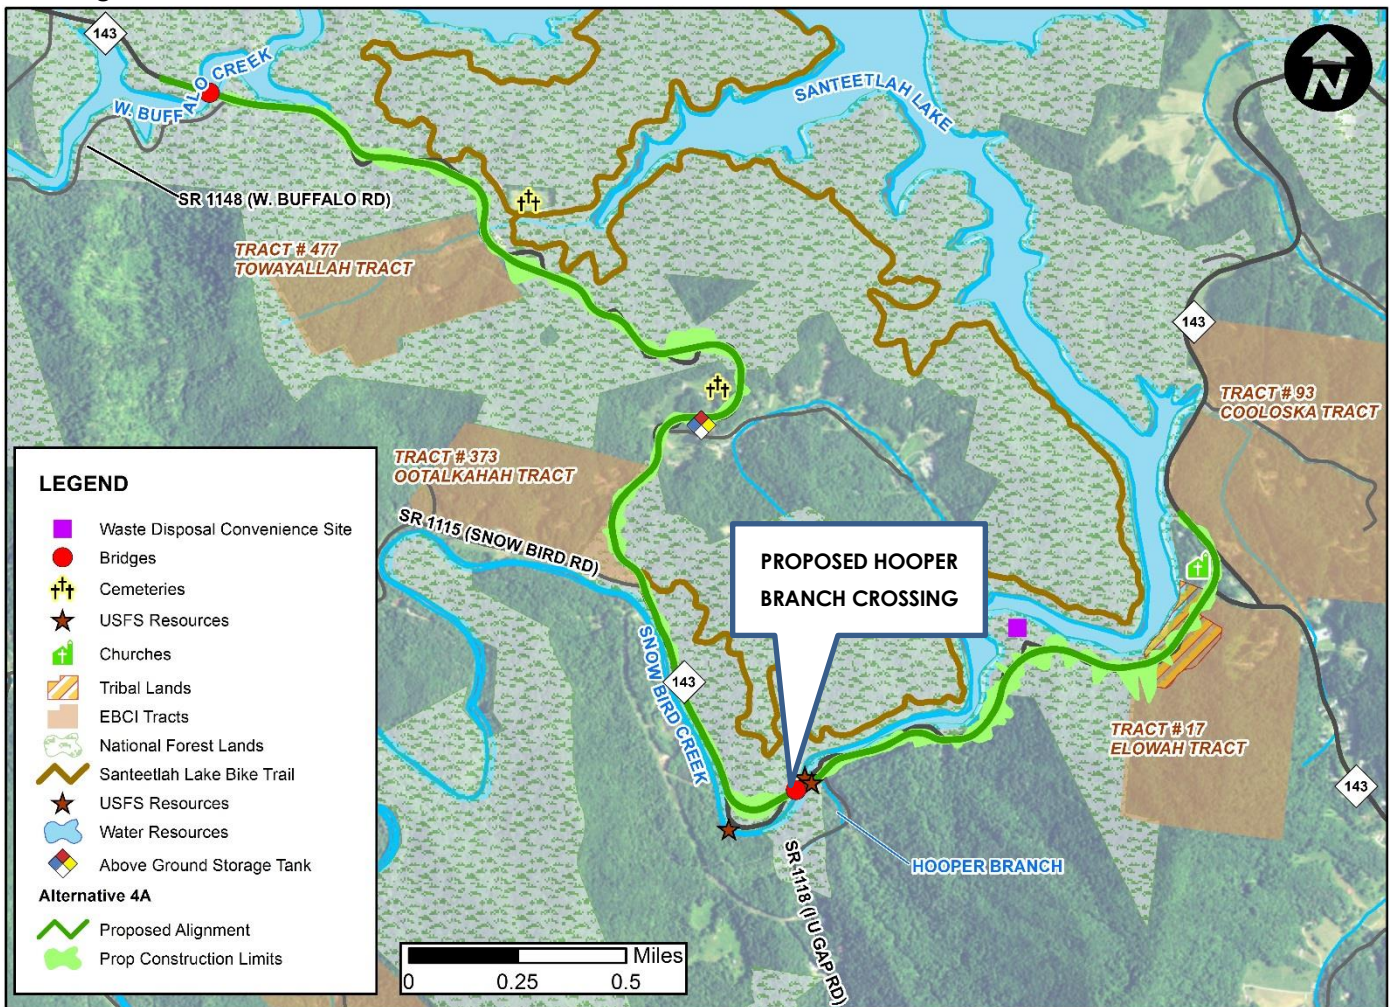 143
W. BUFFALO CREEK
SANTEETLAH LAKE
N
SR 1148 (W. BUFFALO RD)
TRACT # 477
TOWAYALLAH TRACT
143
TRACT # 93
COOLOSKA TRACT
TRACT # 373
OOTALKAHAH TRACT
SR 1115 (SNOW BIRD RD)
PROPOSED HOOPER
BRANCH CROSSING
SNOW BIRD CREEK
143
TRACT # 17
ELOWAH TRACT
143
HOOPER BRANCH
SR 1118 (I U GAP RD)
LEGEND
Waste Disposal Convenience Site
Bridges
Cemeteries
USFS Resources
Churches
Tribal Lands
EBCI Tracts
National Forest Lands
Santeetlah Lake Bike Trail
USFS Resources
Water Resources
Above Ground Storage Tank
Alternative 4A
Proposed Alignment
Prop Construction Limits
Miles
0 0.25 0.5